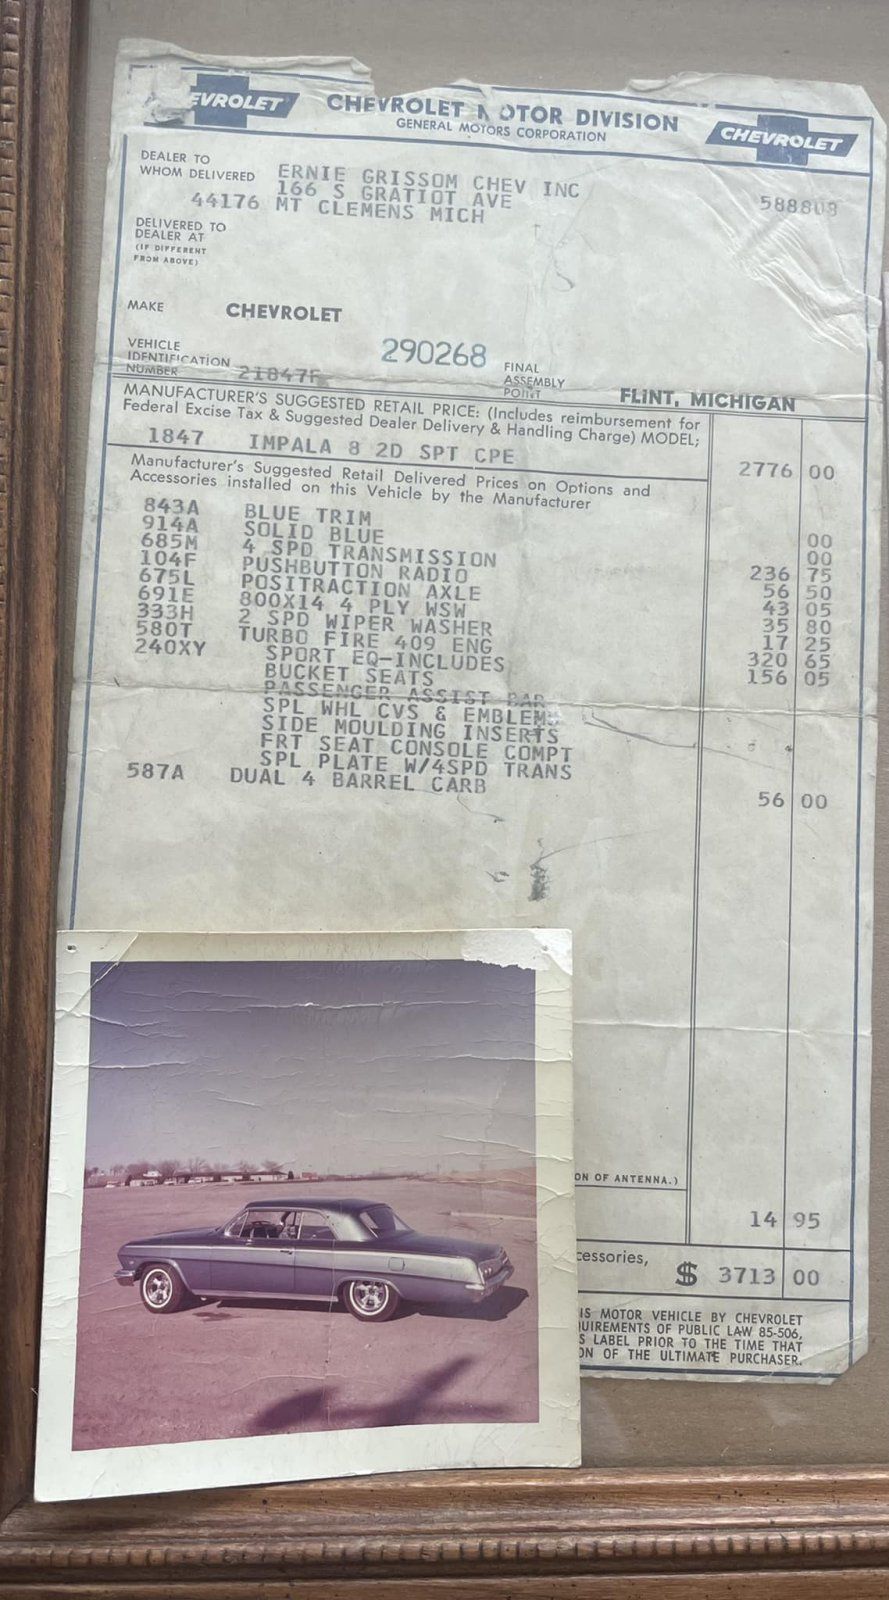 EVROLET
CHEVROLET MOTOR DIVISION
GENERAL MOTORS CORPORATION
CHEVROLET
DEALER TO
WHOM DELIVERED
ERNIE GRISSOM CHEV INC
166 S GRATIOT AVE
44176 MT CLEMENS MICH
588808
DELIVERED TO
DEALER AT
(IF DIFFERENT
FROM ABOVE)
MAKE CHEVROLET
VEHICLE
IDENTIFICATION
NUMBER
21847F
290268
FINAL
ASSEMBLY
POINT
FLINT, MICHIGAN
MANUFACTURER'S SUGGESTED RETAIL PRICE: (Includes reimbursement for
Federal Excise Tax & Suggested Dealer Delivery & Handling Charge) MODEL;
1847 IMPALA 8 2D SPT CPE 2776 00
Manufacturer's Suggested Retail Delivered Prices on Options and
Accessories installed on this Vehicle by the Manufacturer
843A BLUE TRIM 00
914A SOLID BLUE 00
685M 4 SPD TRANSMISSION 236 75
104F PUSHBUTTON RADIO 56 50
675L POSITRACTION AXLE 43 05
691E 800X14 4 PLY WSW 35 80
333H 2 SPD WIPER WASHER 17 25
580T TURBO FIRE 409 ENG 320 65
240XY SPORT EQ-INCLUDES 156 05
BUCKET SEATS
PASSENGER ASSIST BAR
SPL WHL CVS & EMBLEMS
SIDE MOULDING INSERTS
FRT SEAT CONSOLE COMPT
SPL PLATE W/4SPD TRANS
587A DUAL 4 BARREL CARB 56 00
ON OF ANTENNA.)
14 95
cessories,
$ 3713 00
IS MOTOR VEHICLE BY CHEVROLET
UIREMENTS OF PUBLIC LAW 85-506,
S LABEL PRIOR TO THE TIME THAT
ON OF THE ULTIMATE PURCHASER.